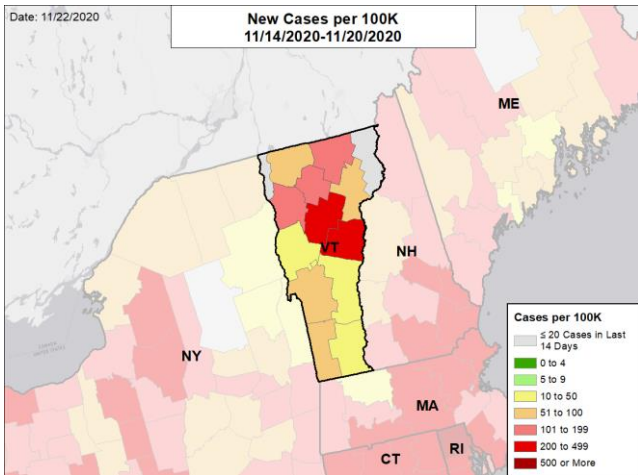 Date: 11/22/2020
New Cases per 100K
11/14/2020-11/20/2020
ME
VT
NH
NY
MA
CT
RI
Cases per 100K
≤ 20 Cases in Last
14 Days
0 to 4
5 to 9
10 to 50
51 to 100
101 to 199
200 to 499
500 or More